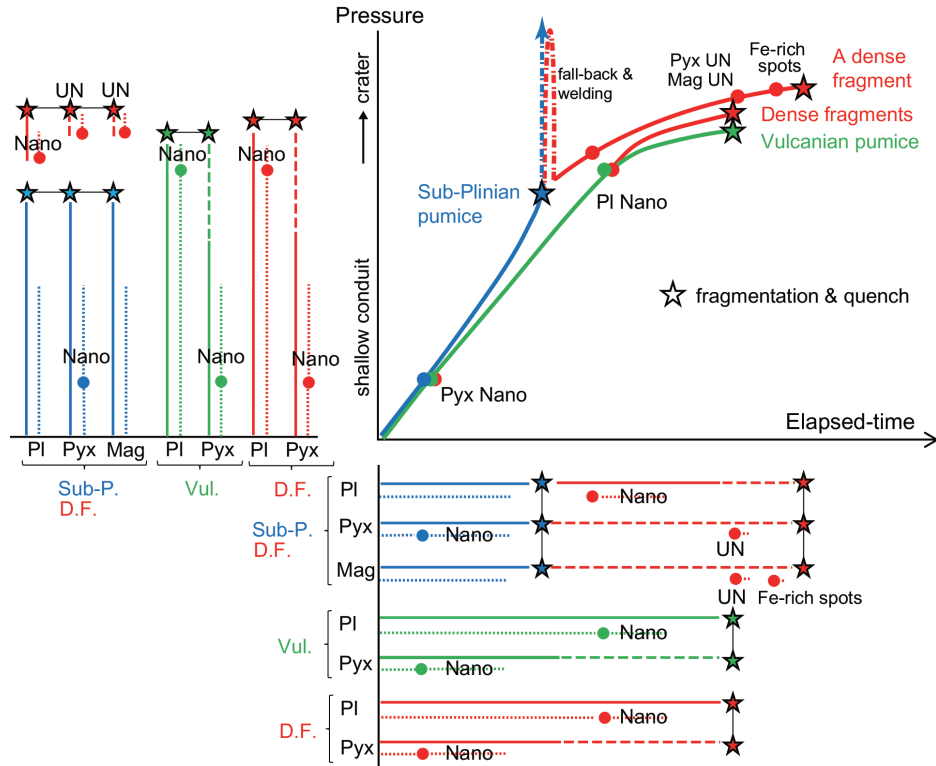 Pressure
crater
shallow conduit
Elapsed-time
fall-back &
welding
Pyx UN
Mag UN
Fe-rich
spots
A dense
fragment
Dense fragments
Vulcanian pumice
Sub-Plinian
pumice
Pl Nano
Pyx Nano
fragmentation & quench
UN
UN
Nano
Nano
Nano
Nano
Nano
Nano
Pl
Pyx
Mag
Pl
Pyx
Pl
Pyx
Sub-P.
D.F.
Vul.
D.F.
Sub-P.
D.F.
Pl
Nano
Pyx
Nano
UN
Mag
UN
Fe-rich spots
Vul.
Pl
Nano
Pyx
Nano
D.F.
Pl
Nano
Pyx
Nano